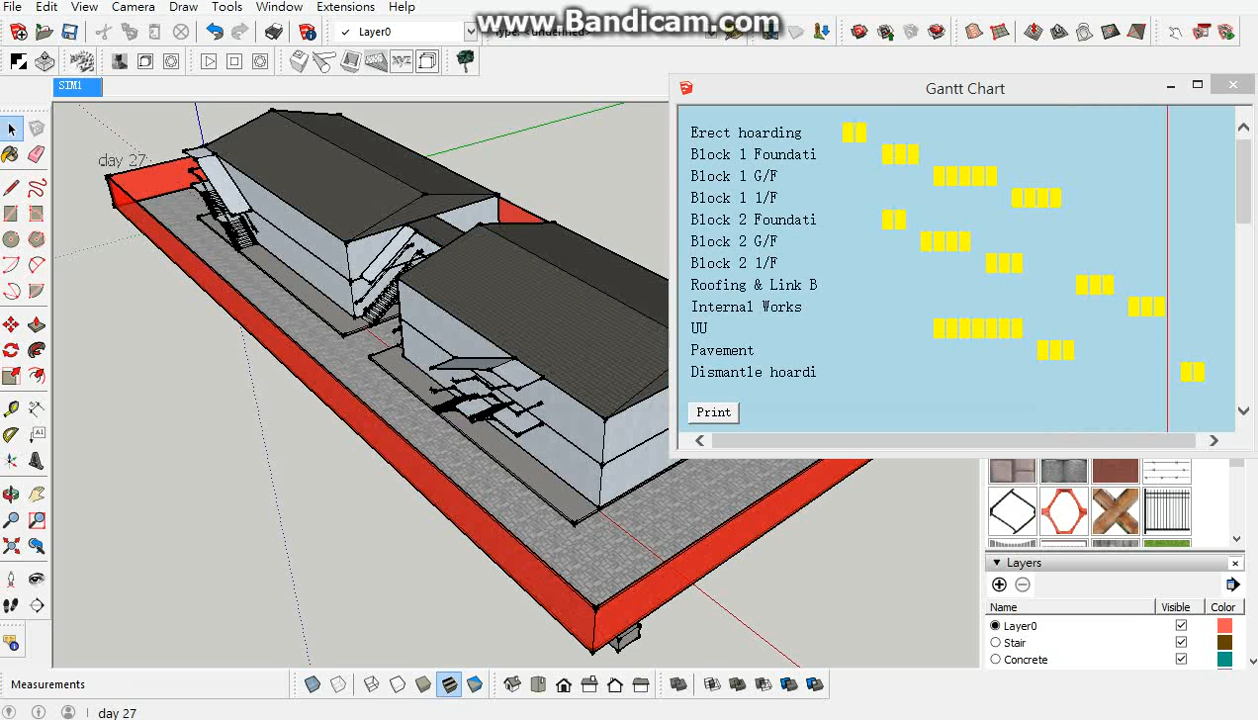 www.Bandicam.com
File Edit View Camera Draw Tools Window Extensions Help
Layer0
Type: <undefined>
SIM1
Gantt Chart
day 27
Erect hoarding
Block 1 Foundati
Block 1 G/F
Block 1 1/F
Block 2 Foundati
Block 2 G/F
Block 2 1/F
Roofing & Link B
Internal Works
UU
Pavement
Dismantle hoardi
Print
Layers
Name Visible Color
Layer0
Stair
Concrete
Measurements
day 27